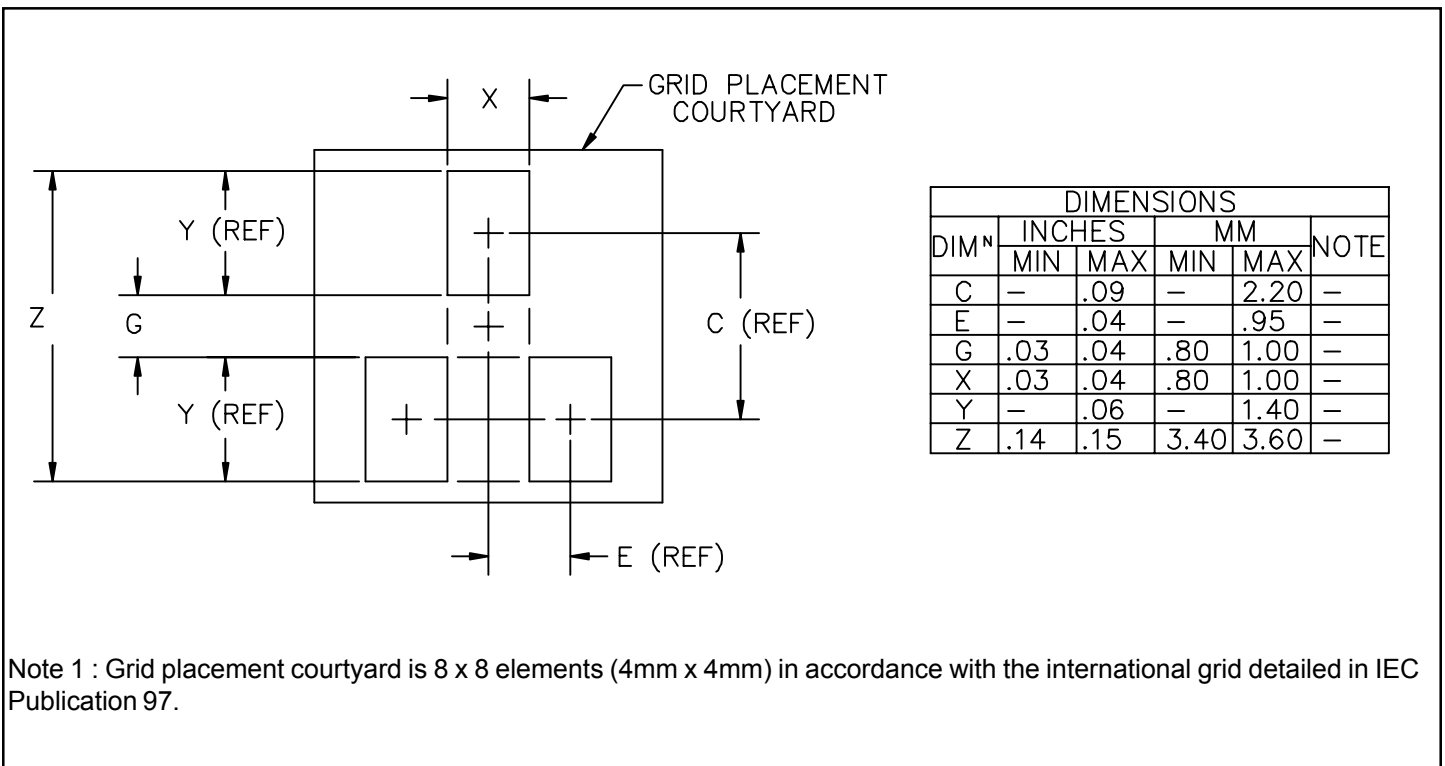 X
GRID PLACEMENT
COURTYARD
Y (REF)
Z
G
C (REF)
Y (REF)
E (REF)
DIMENSIONS
DIMᴺ INCHES MM NOTE
MIN MAX MIN MAX
C – .09 – 2.20 –
E – .04 – .95 –
G .03 .04 .80 1.00 –
X .03 .04 .80 1.00 –
Y – .06 – 1.40 –
Z .14 .15 3.40 3.60 –
Note 1 : Grid placement courtyard is 8 x 8 elements (4mm x 4mm) in accordance with the international grid detailed in IEC
Publication 97.